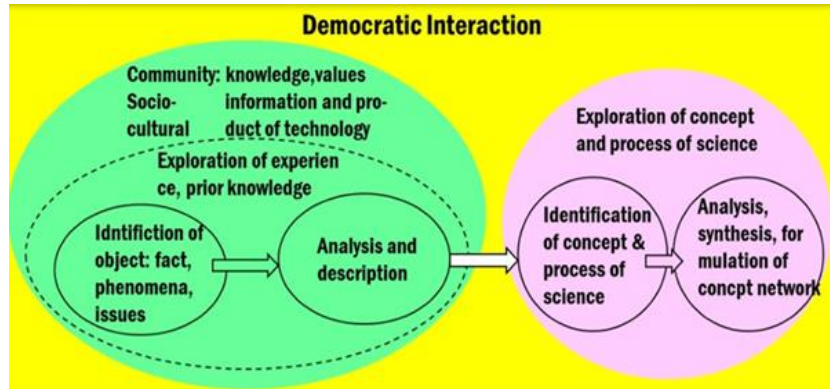 Democratic Interaction
Community: knowledge,values
Socio- information and pro-
cultural duct of technology
Exploration of experien
ce, prior knowledge
Idntifiction of
object: fact,
phenomena,
issues
Analysis and
description
Exploration of concept
and process of science
Identification
of concept &
process of
science
Analysis,
synthesis, for
mulation of
concpt network